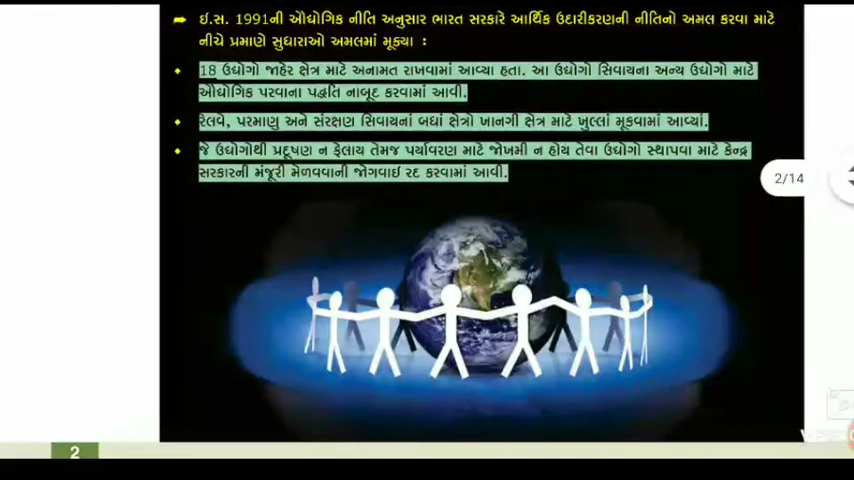 ➡ ઈ.સ. 1991ની ઔદ્યોગિક નીતિ અનુસાર ભારત સરકારે આર્થિક ઉદારીકરણની નીતિનો અમલ કરવા માટે
નીચે પ્રમાણે સુધારાઓ અમલમાં મૂક્યા :
• 18 ઉદ્યોગો જાહેર ક્ષેત્ર માટે અનામત રાખવામાં આવ્યા હતા. આ ઉદ્યોગો સિવાયના અન્ય ઉદ્યોગો માટે
ઔદ્યોગિક પરવાના પદ્ધતિ નાબૂદ કરવામાં આવી.
• રેલવે, પરમાણુ અને સંરક્ષણ સિવાયનાં બધાં ક્ષેત્રો ખાનગી ક્ષેત્ર માટે ખુલ્લાં મૂકવામાં આવ્યાં.
• જે ઉદ્યોગોથી પ્રદૂષણ ન ફેલાય તેમજ પર્યાવરણ માટે જોખમી ન હોય તેવા ઉદ્યોગો સ્થાપવા માટે કેન્દ્ર
સરકારની મંજૂરી મેળવવાની જોગવાઈ રદ કરવામાં આવી.
2/14
2